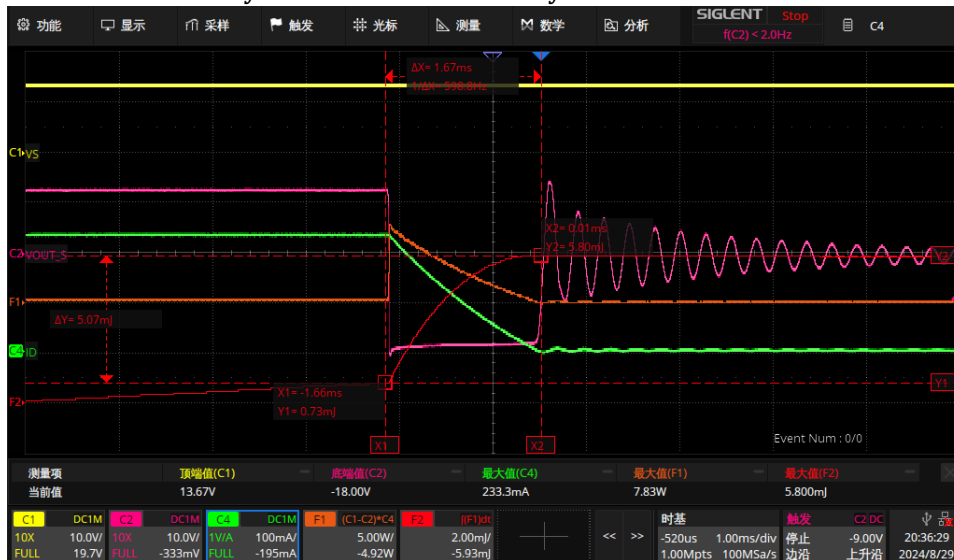 功能 显示 采样 触发 光标 测量 数学 分析 SIGLENT Stop C4
f(C2) < 2.0Hz
ΔX= 1.67ms
1/ΔX= 598.8Hz
C1 VS
X2= 0.01ms
Y2= 5.80mJ
C2 VOUT_S
Y2
F1
ΔY= 5.07mJ
C4 ID
X1= -1.66ms
Y1= 0.73mJ
Y1
F2
X1 X2
Event Num : 0/0
测量项 顶端值(C1) 底端值(C2) 最大值(C4) 最大值(F1) 最大值(F2)
当前值 13.67V -18.00V 233.3mA 7.83W 5.800mJ
C1 DC1M C2 DC1M C4 DC1M F1 (C1-C2)*C4 F2 ∫(F1)dt 时基 触发 C2 DC
10X 10.0V/ 10X 10.0V/ 1V/A 100mA/ 5.00W/ 2.00mJ/ << >> -520us 1.00ms/div 停止 -9.00V 20:36:29
FULL 19.7V FULL -333mV FULL -195mA -4.92W -5.93mJ 1.00Mpts 100MSa/s 边沿 上升沿 2024/8/29